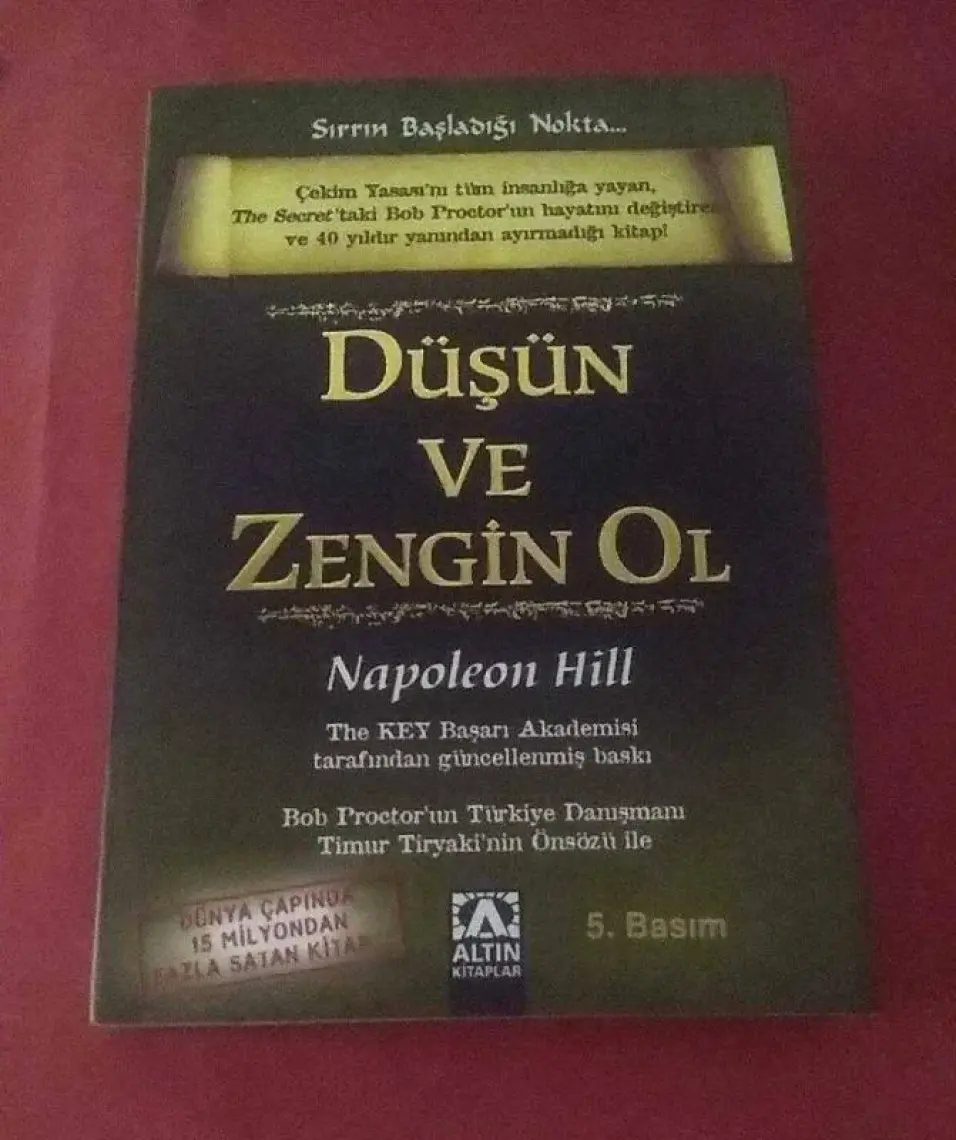 Sırrın Başladığı Nokta...
Çekim Yasası'nı tüm insanlığa yayan,
The Secret'taki Bob Proctor'un hayatını değiştiren
ve 40 yıldır yanından ayırmadığı kitap!
DÜŞÜN
VE
ZENGİN OL
Napoleon Hill
The KEY Başarı Akademisi
tarafından güncellenmiş baskı
Bob Proctor'un Türkiye Danışmanı
Timur Tiryaki'nin Önsözü ile
DÜNYA ÇAPINDA
15 MİLYONDAN
FAZLA SATAN KİTAP
ALTIN
KİTAPLAR
5. Basım